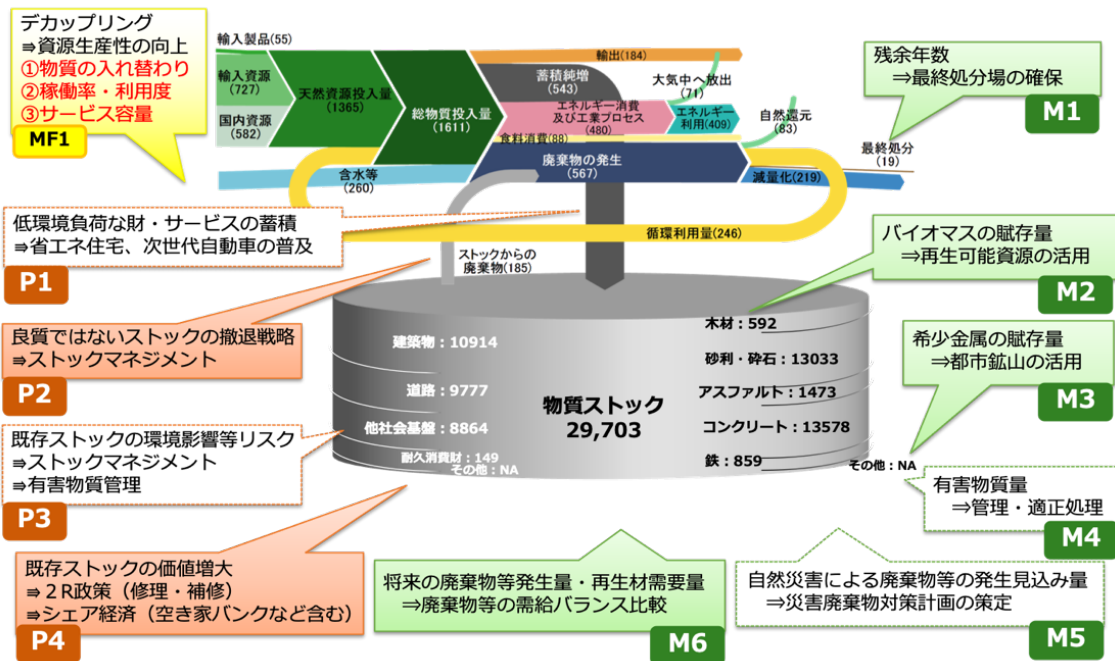 デカップリング
⇛資源生産性の向上
①物質の入れ替わり
②稼働率・利用度
③サービス容量
MF1
輸入製品(55)
輸入資源
(727)
国内資源
(582)
天然資源投入量
(1365)
総物質投入量
(1611)
輸出(184)
蓄積純増
(543)
エネルギー消費
及び工業プロセス
(480)
食料消費(88)
廃棄物の発生
(567)
含水等
(260)
大気中へ放出
(71)
エネルギー
利用(409)
自然還元
(83)
最終処分
(19)
減量化(219)
循環利用量(246)
ストックからの
廃棄物(185)
残余年数
⇒最終処分場の確保
M1
低環境負荷な財・サービスの蓄積
⇛省エネ住宅、次世代自動車の普及
P1
バイオマスの賦存量
⇒再生可能資源の活用
M2
良質ではないストックの撤退戦略
⇛ストックマネジメント
P2
希少金属の賦存量
⇒都市鉱山の活用
M3
建築物：10914
道路：9777
他社会基盤：8864
耐久消費財：149
その他：NA
物質ストック
29,703
木材：592
砂利・砕石：13033
アスファルト：1473
コンクリート：13578
鉄：859
その他：NA
既存ストックの環境影響等リスク
⇛ストックマネジメント
⇛有害物質管理
P3
有害物質量
⇒管理・適正処理
M4
既存ストックの価値増大
⇛２R政策（修理・補修）
⇛シェア経済（空き家バンクなど含む）
P4
将来の廃棄物等発生量・再生材需要量
⇒廃棄物等の需給バランス比較
M6
自然災害による廃棄物等の発生見込み量
⇒災害廃棄物対策計画の策定
M5